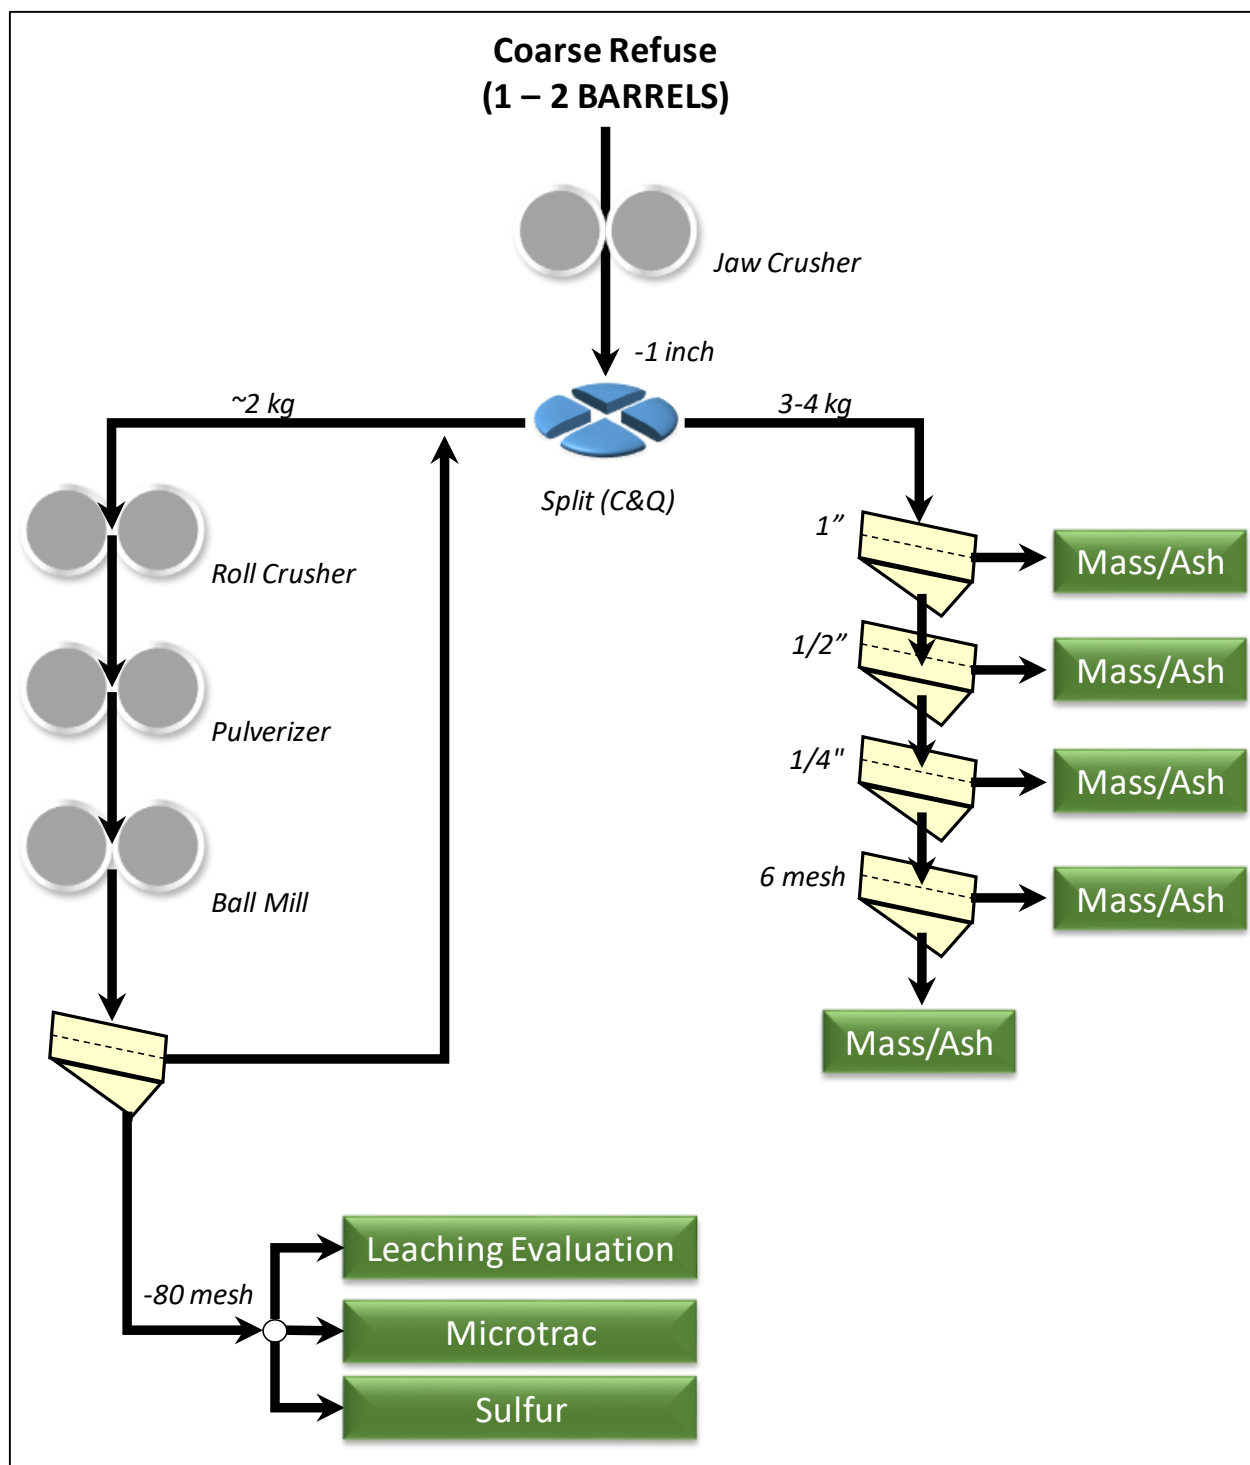 Coarse Refuse
(1 – 2 BARRELS)
Jaw Crusher
-1 inch
~2 kg
3-4 kg
Split (C&Q)
1”
Mass/Ash
Roll Crusher
1/2”
Mass/Ash
Pulverizer
1/4"
Mass/Ash
6 mesh
Mass/Ash
Ball Mill
Mass/Ash
Leaching Evaluation
-80 mesh
Microtrac
Sulfur